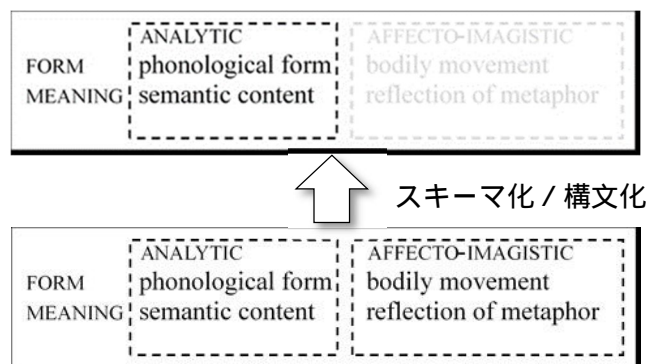 ANALYTIC AFFECTO-IMAGISTIC
FORM phonological form bodily movement
MEANING semantic content reflection of metaphor
スキーマ化 / 構文化
ANALYTIC AFFECTO-IMAGISTIC
FORM phonological form bodily movement
MEANING semantic content reflection of metaphor